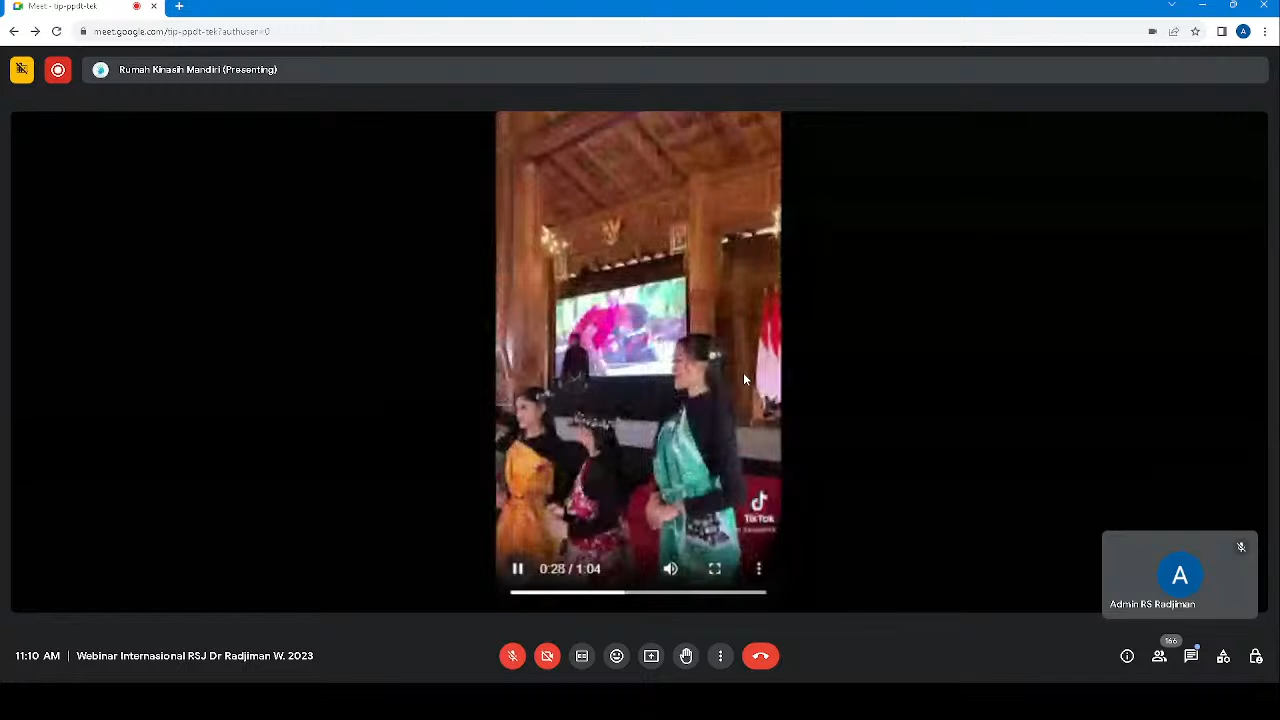 Meet - tip-ppdt-tek
meet.google.com/tip-ppdt-tek?authuser=0
A
Rumah Kinasih Mandiri (Presenting)
TikTok
0:28 / 1:04
A
Admin RS Radjiman
166
11:10 AM | Webinar Internasional RSJ Dr Radjiman W. 2023